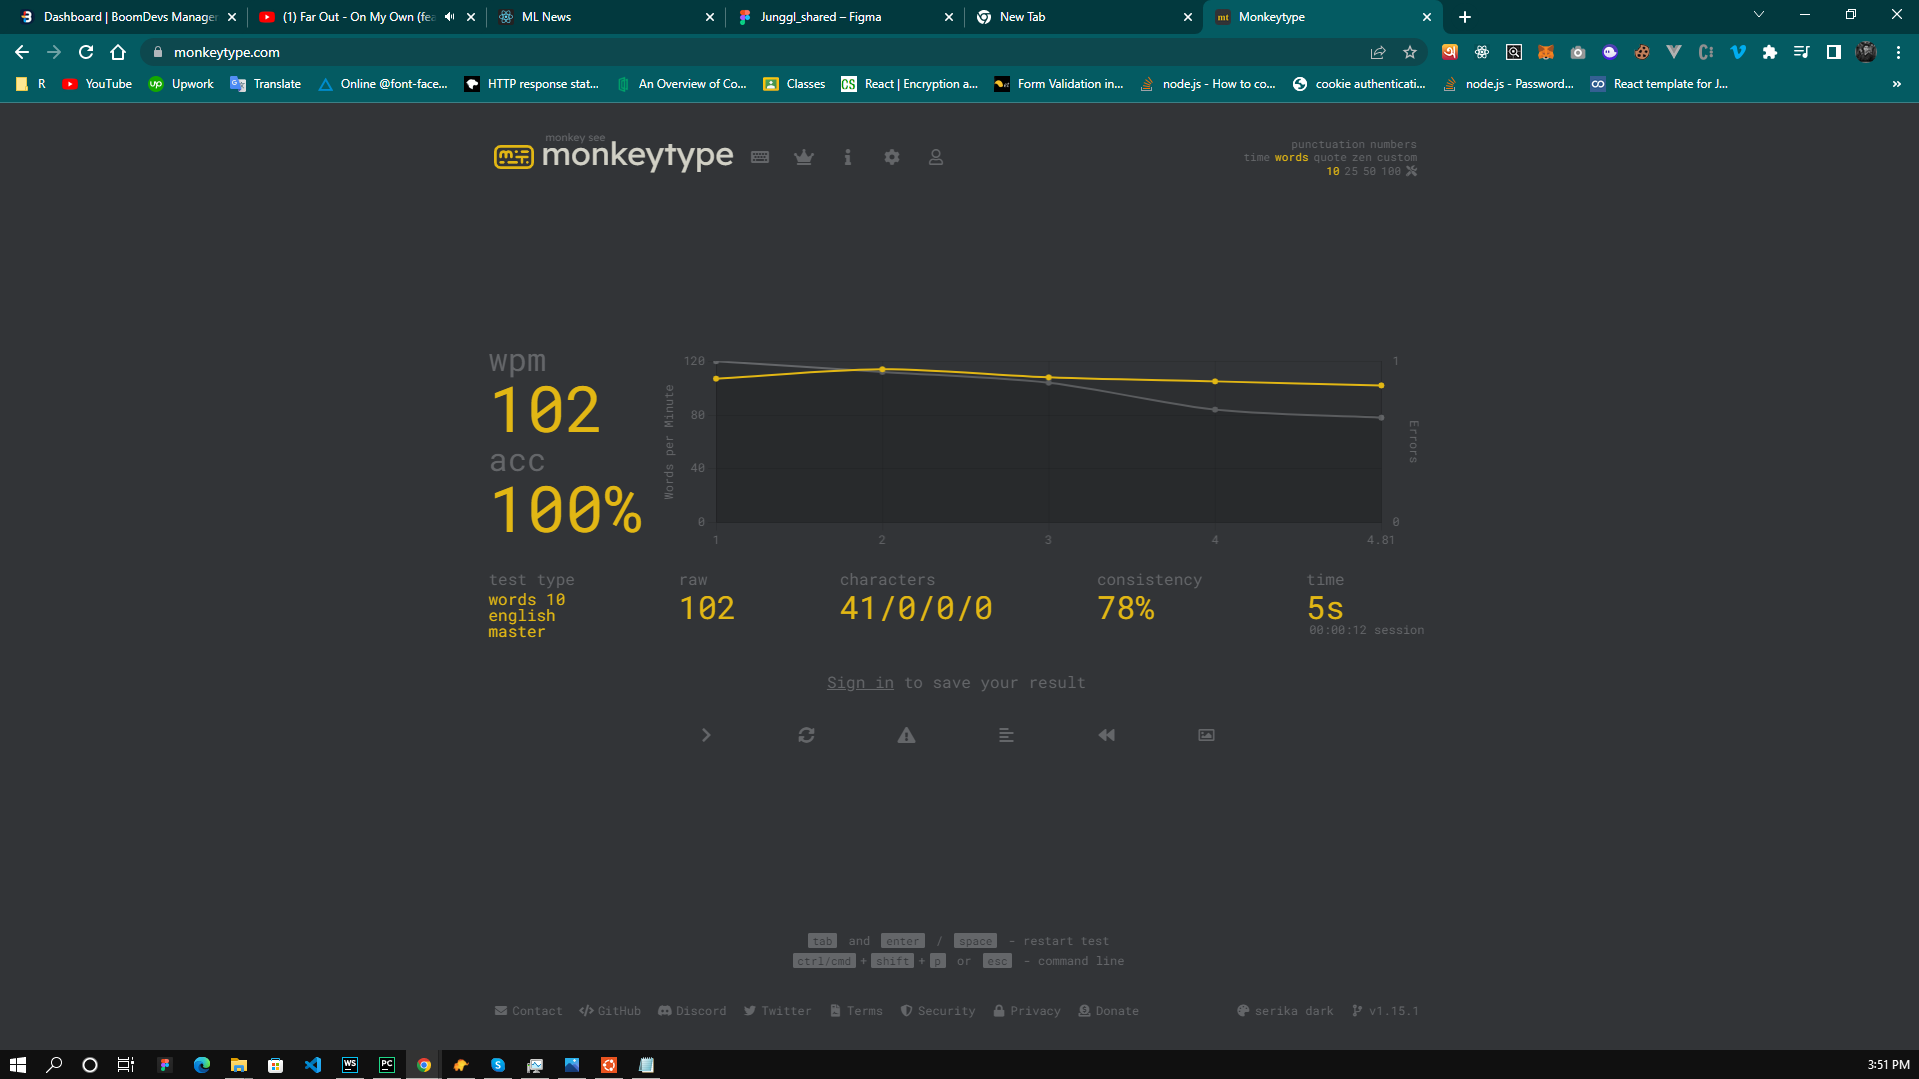 Dashboard | BoomDevs Manager
(1) Far Out - On My Own (fea
ML News
Junggl_shared – Figma
New Tab
mt Monkeytype
monkeytype.com
R
YouTube
up Upwork
Translate
Online @font-face...
HTTP response stat...
An Overview of Co...
Classes
CS React | Encryption a...
Form Validation in...
node.js - How to co...
cookie authenticati...
node.js - Password...
React template for J...
»
monkey see
monkeytype
punctuation numbers
time words quote zen custom
10 25 50 100
wpm
102
acc
100%
Words per Minute
120
80
40
0
1
2
3
4
4.81
1
0
Errors
test type
words 10
english
master
raw
102
characters
41/0/0/0
consistency
78%
time
5s
00:00:12 session
Sign in to save your result
tab and enter / space - restart test
ctrl/cmd + shift + p or esc - command line
Contact
GitHub
Discord
Twitter
Terms
Security
Privacy
Donate
serika dark
v1.15.1
WS
PC
3:51 PM